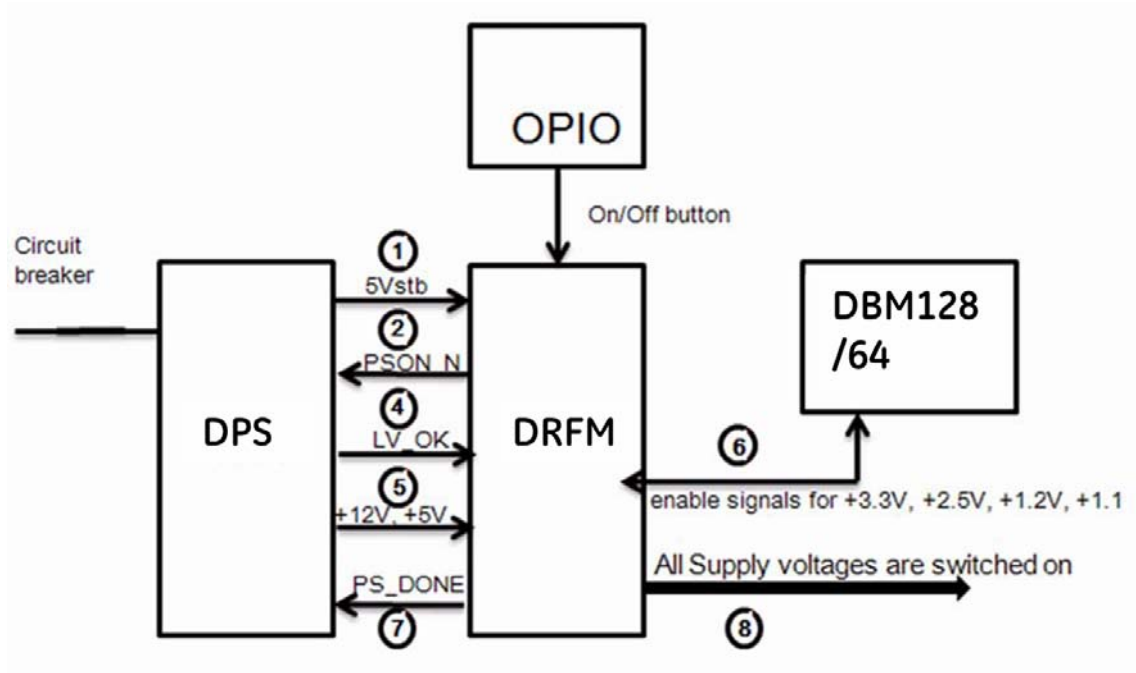 OPIO
On/Off button
Circuit
breaker
1
5Vstb
2
PSON_N
4
LV_OK
5
+12V, +5V
PS_DONE
7
DPS
DRFM
DBM128
/64
6
enable signals for +3.3V, +2.5V, +1.2V, +1.1
All Supply voltages are switched on
8